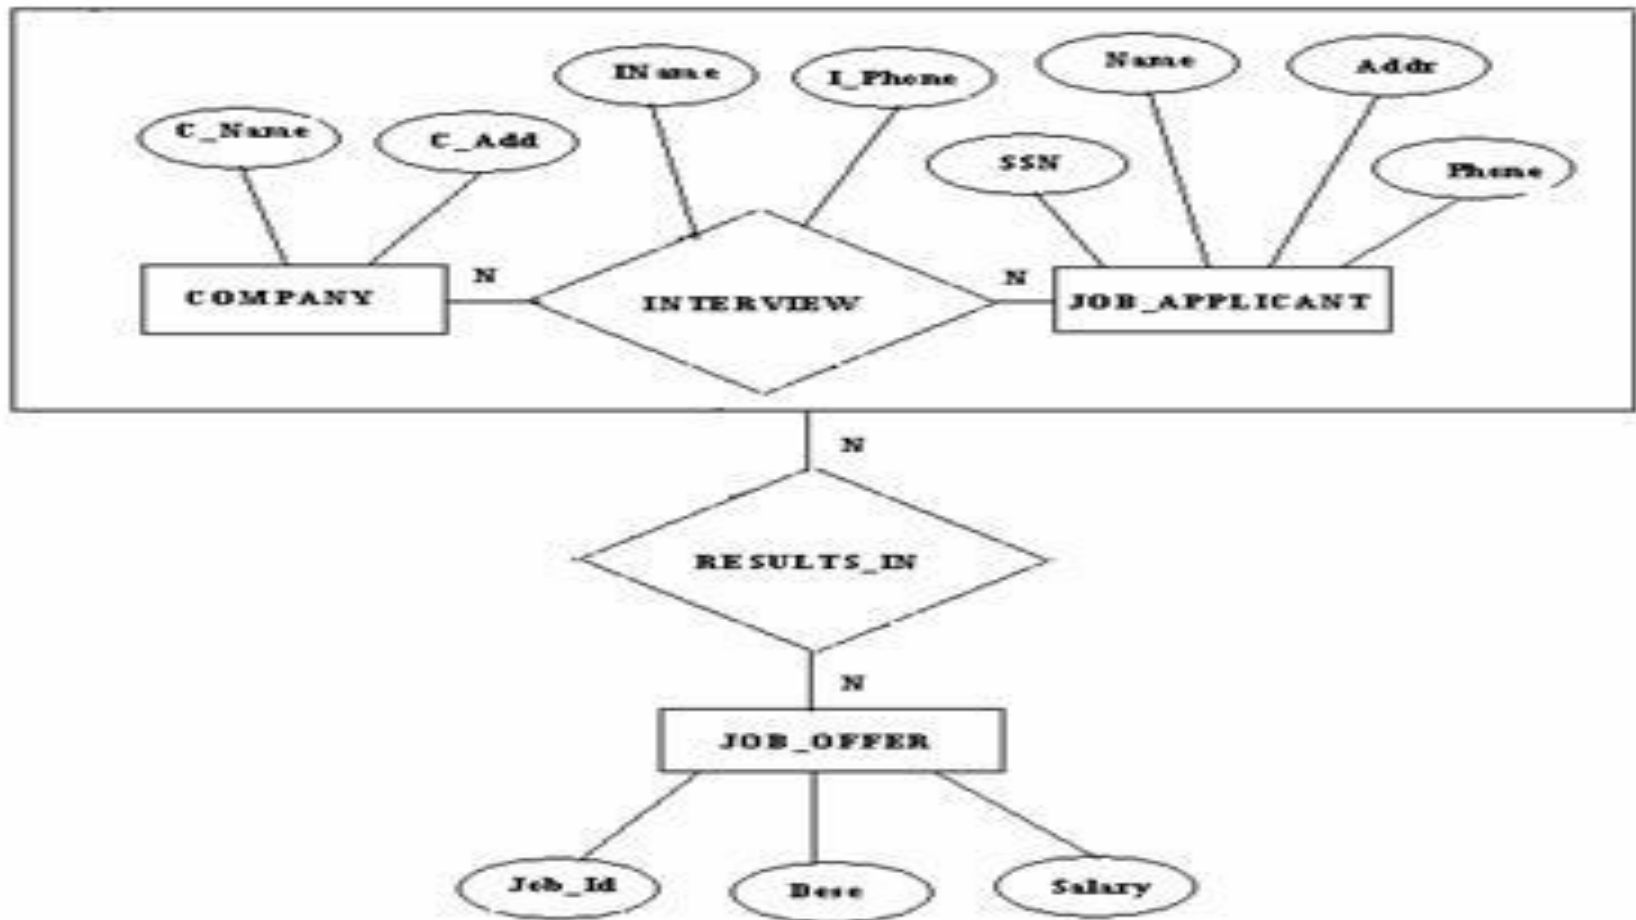 IName
I_Phone
Name
Addr
C_Name
C_Add
SSN
Phone
N
N
COMPANY
INTERVIEW
JOB_APPLICANT
N
RESULTS_IN
N
JOB_OFFER
Job_Id
Desc
Salary